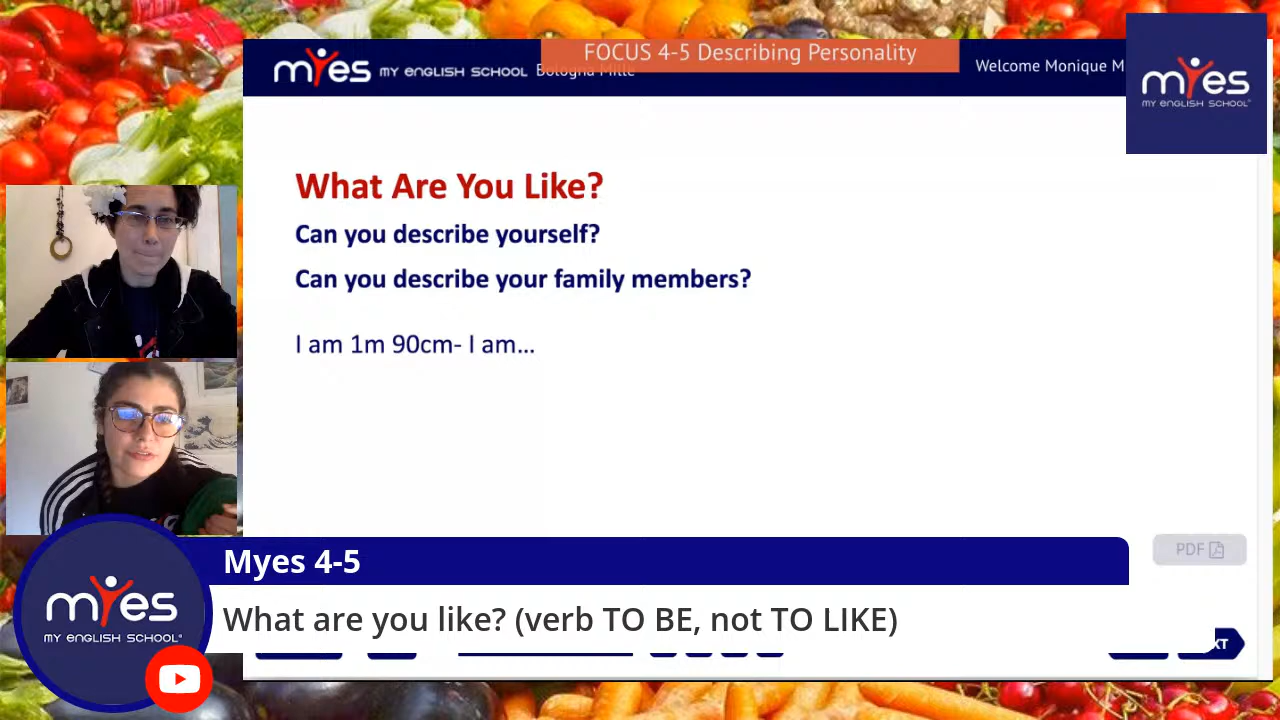 FOCUS 4-5 Describing Personality
myes MY ENGLISH SCHOOL Bologna Mille
Welcome Monique M
myes
MY ENGLISH SCHOOL
What Are You Like?
Can you describe yourself?
Can you describe your family members?
I am 1m 90cm- I am...
PDF
Myes 4-5
What are you like? (verb TO BE, not TO LIKE)
myes
MY ENGLISH SCHOOL
XT